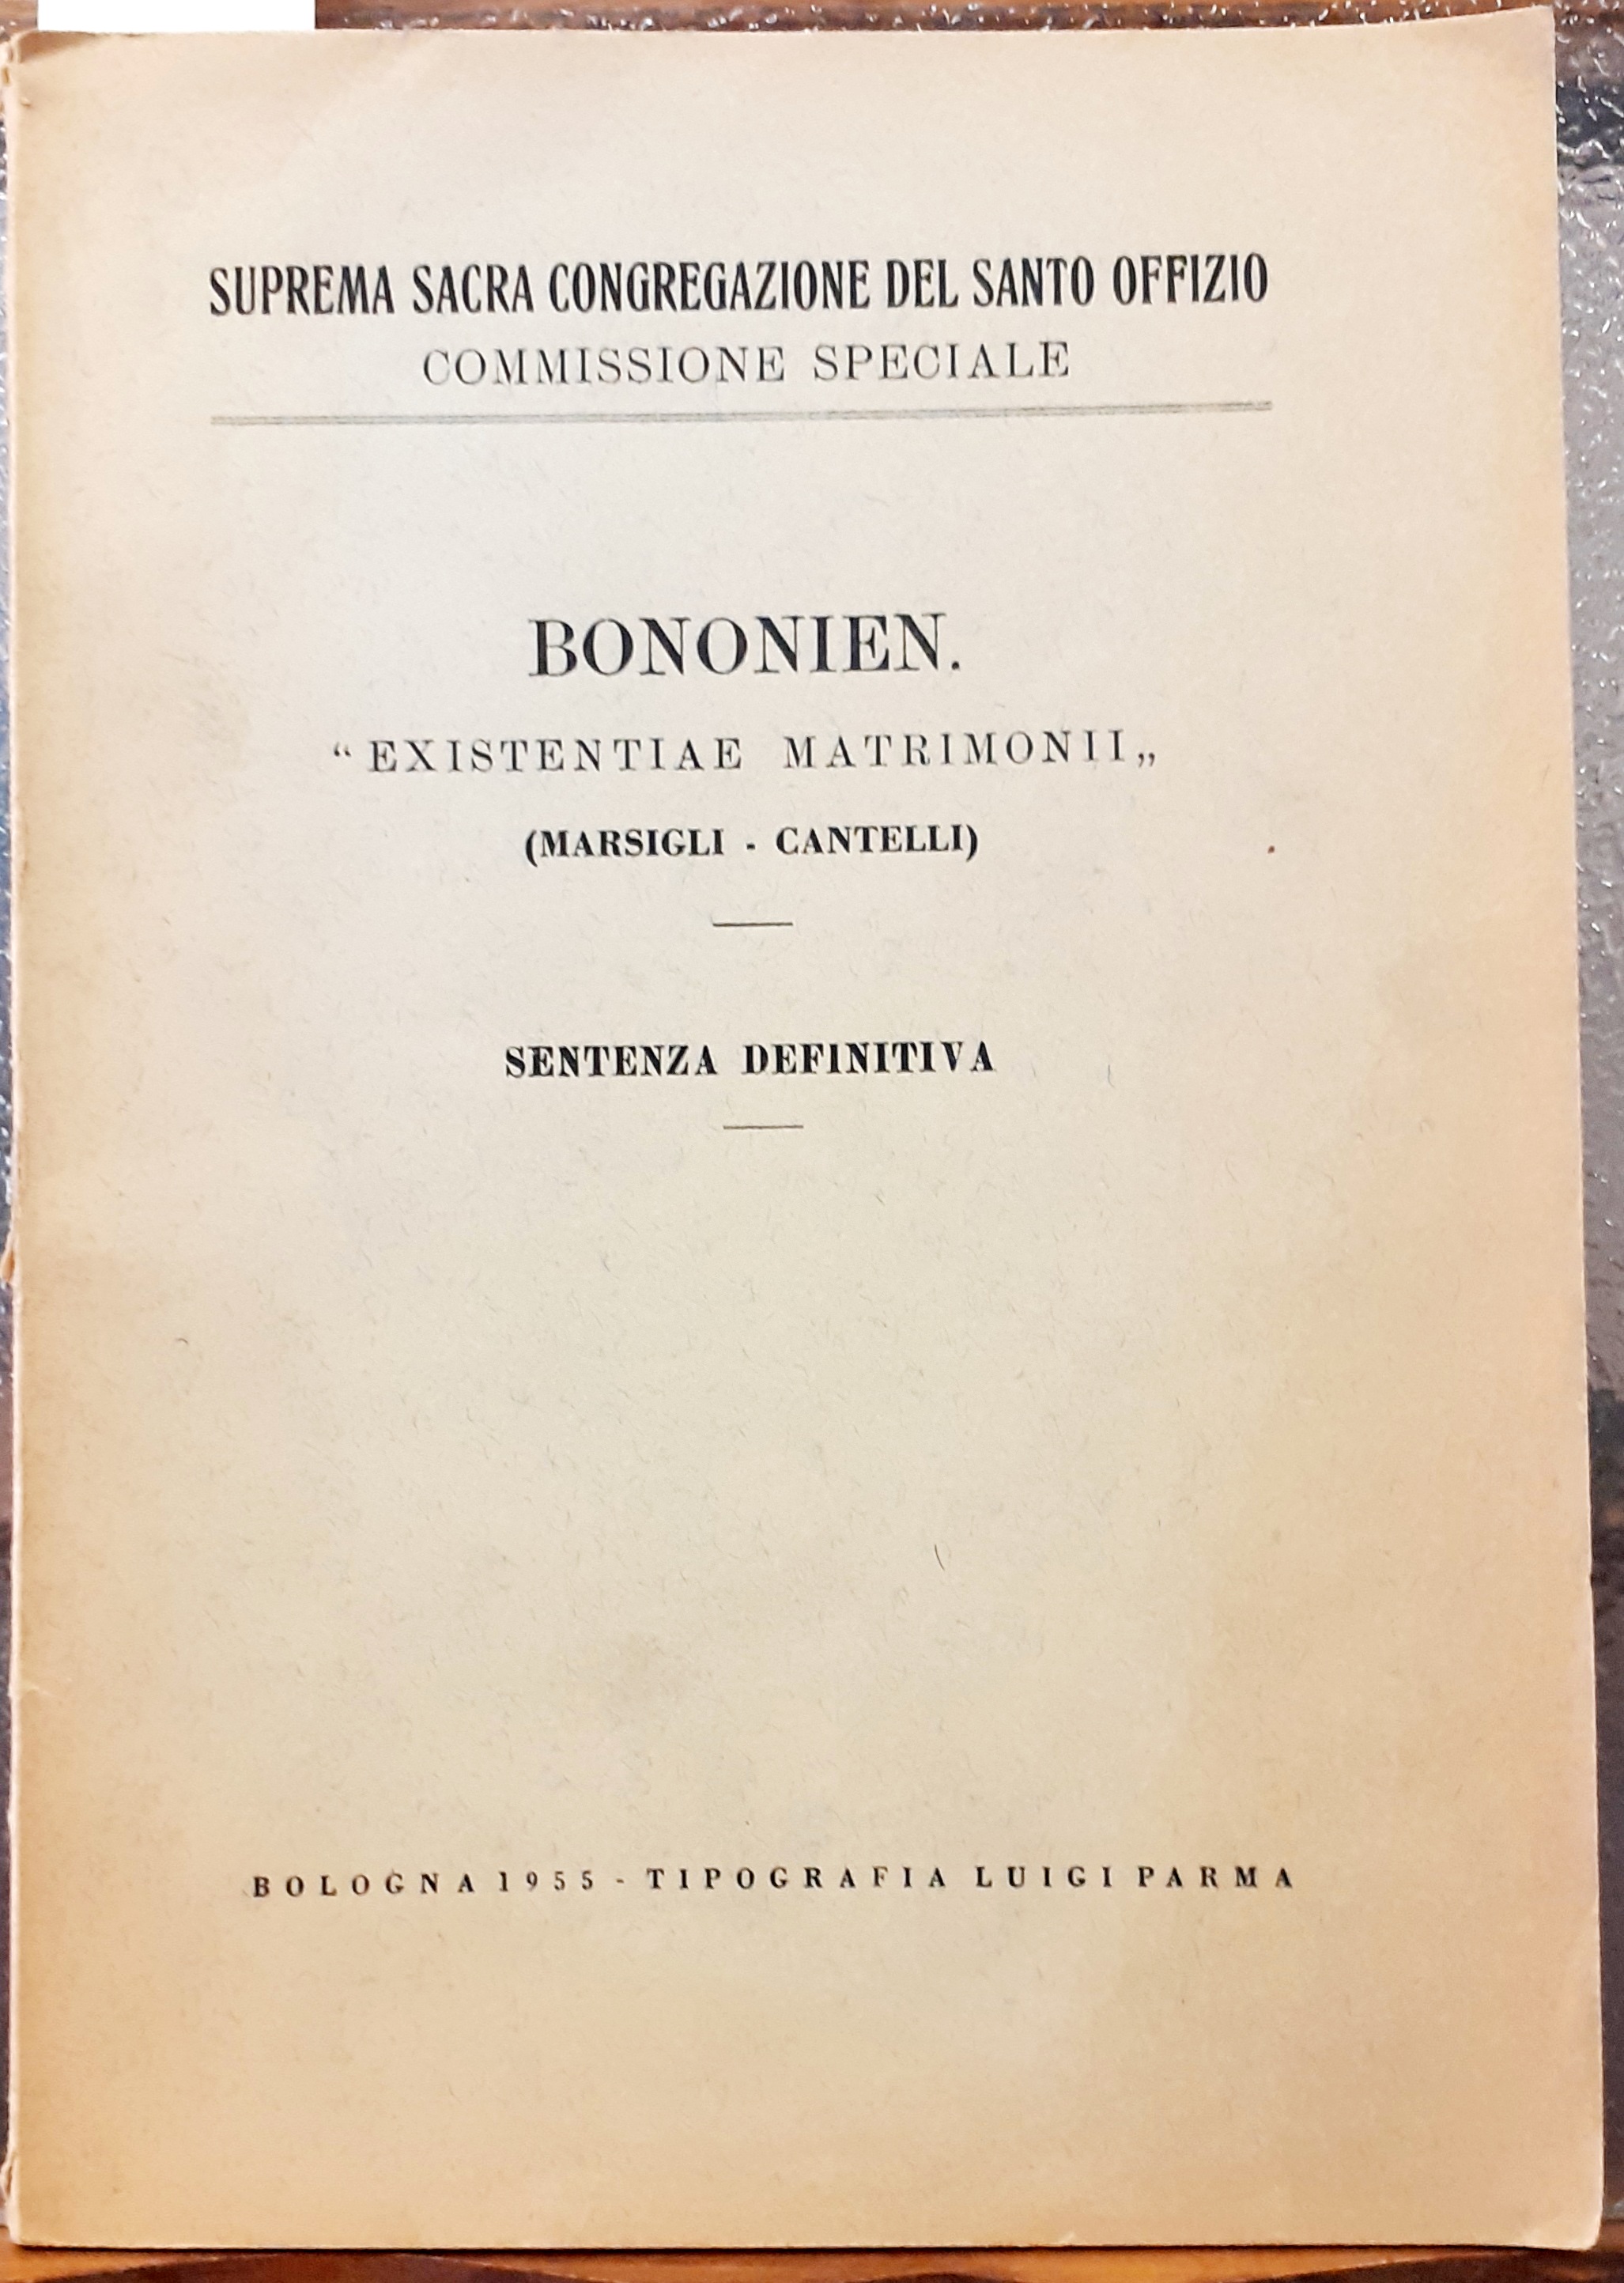 SUPREMA SACRA CONGREGAZIONE DEL SANTO OFFIZIO
COMMISSIONE SPECIALE
BONONIEN.
“EXISTENTIAE MATRIMONII„
(MARSIGLI - CANTELLI)
SENTENZA DEFINITIVA
BOLOGNA 1955 - TIPOGRAFIA LUIGI PARMA